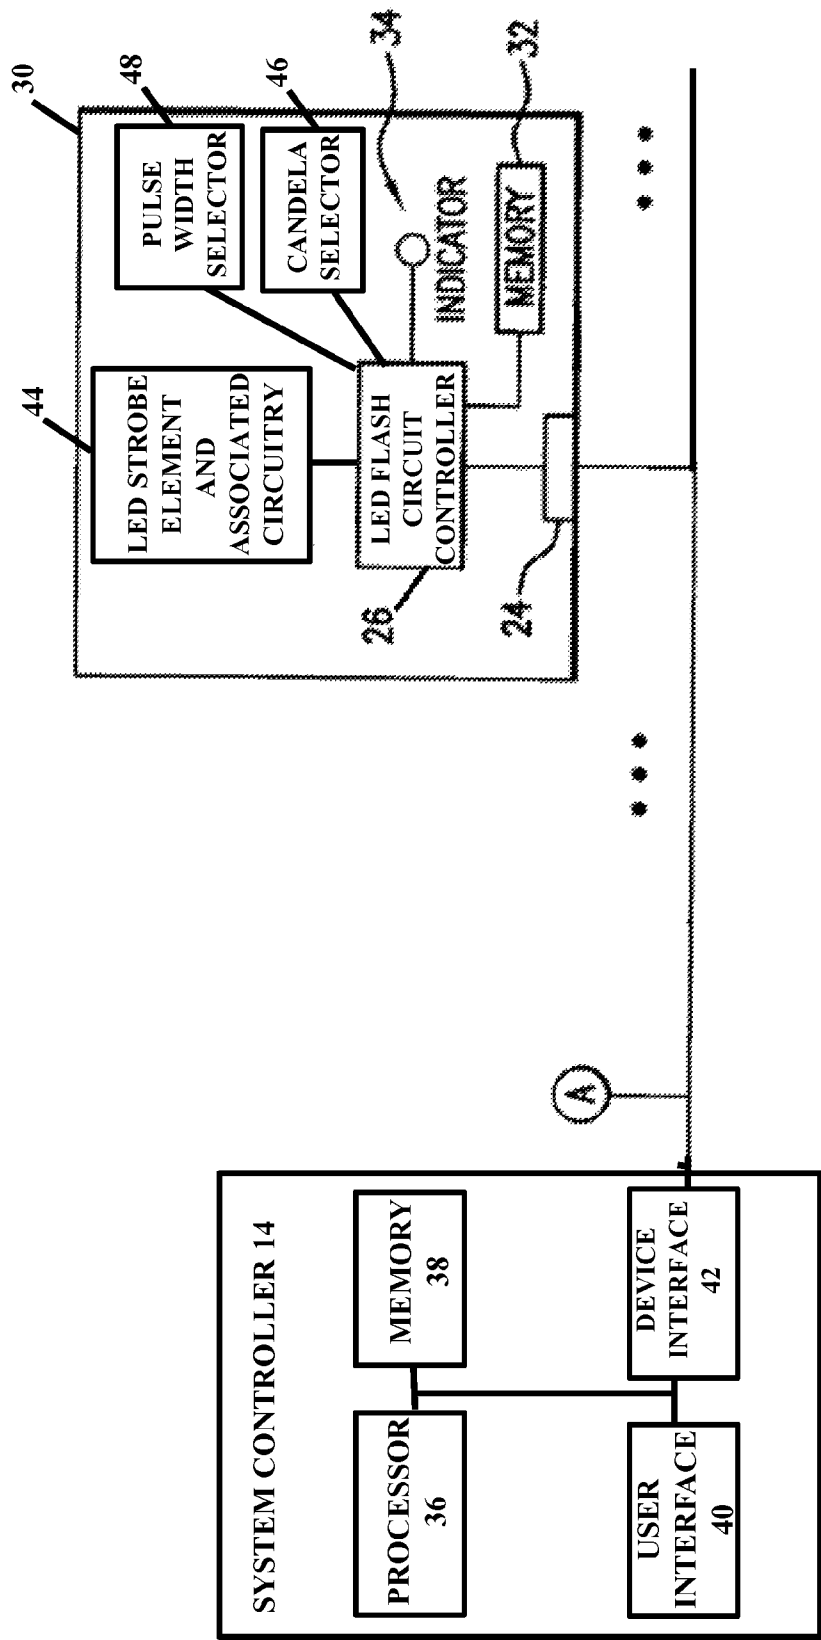 SYSTEM CONTROLLER 14
PROCESSOR
36
MEMORY
38
USER
INTERFACE
40
DEVICE
INTERFACE
42
A
30
44
LED STROBE
ELEMENT
AND
ASSOCIATED
CIRCUITRY
PULSE
WIDTH
SELECTOR
48
CANDELA
SELECTOR
46
LED FLASH
CIRCUIT
CONTROLLER
26
INDICATOR
34
MEMORY
32
24